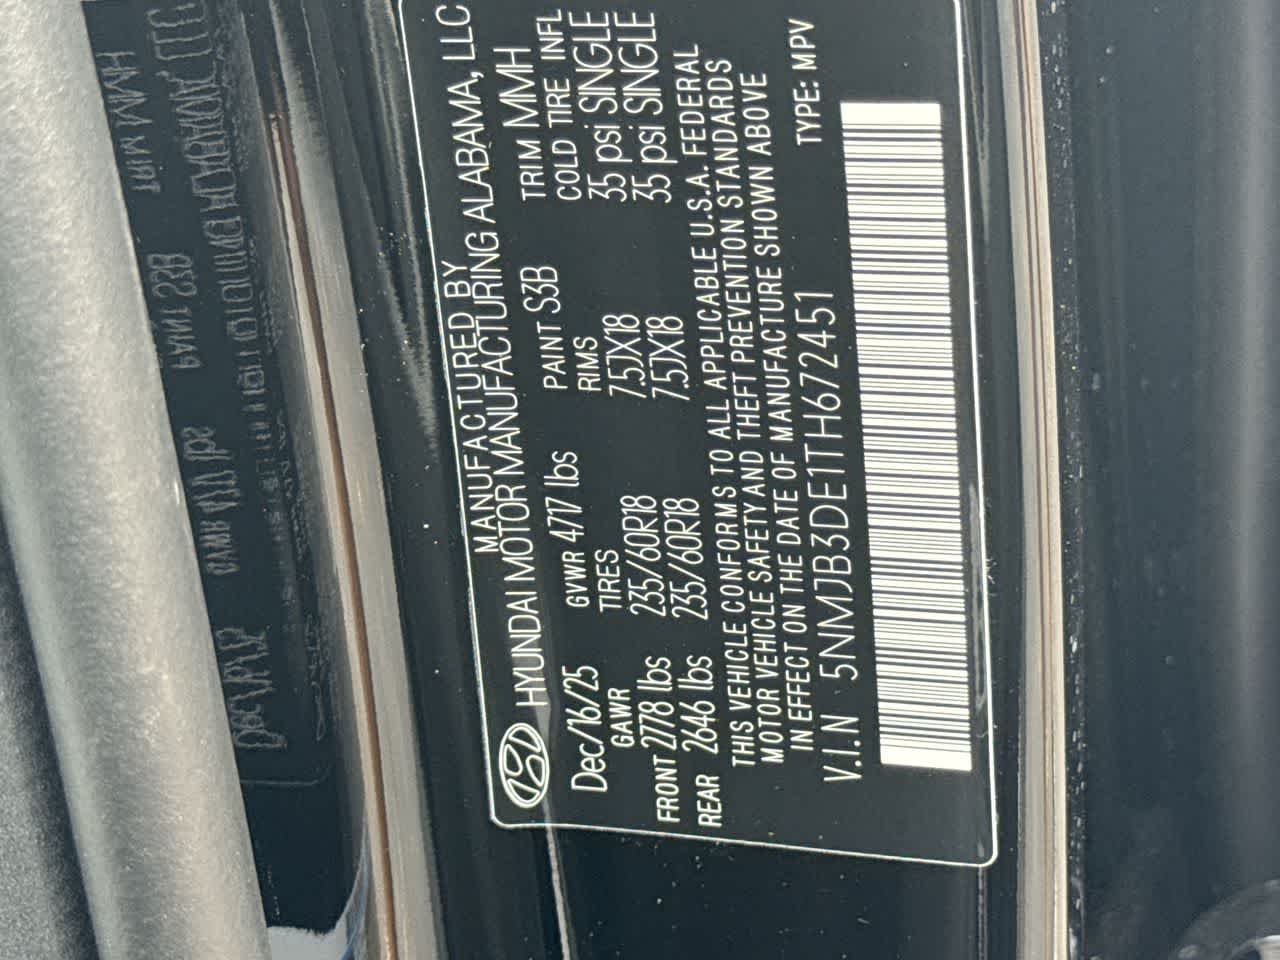 MANUFACTURED BY
HYUNDAI MOTOR MANUFACTURING ALABAMA, LLC
Dec/16/25 GVWR 4717 lbs PAINT S3B TRIM MMH
GAWR TIRES RIMS COLD TIRE INFL
FRONT 2778 lbs 235/60R18 7.5JX18 35 psi SINGLE
REAR 2646 lbs 235/60R18 7.5JX18 35 psi SINGLE
THIS VEHICLE CONFORMS TO ALL APPLICABLE U.S.A. FEDERAL
MOTOR VEHICLE SAFETY AND THEFT PREVENTION STANDARDS
IN EFFECT ON THE DATE OF MANUFACTURE SHOWN ABOVE
V.I.N 5NMJB3DE1TH672451 TYPE: MPV